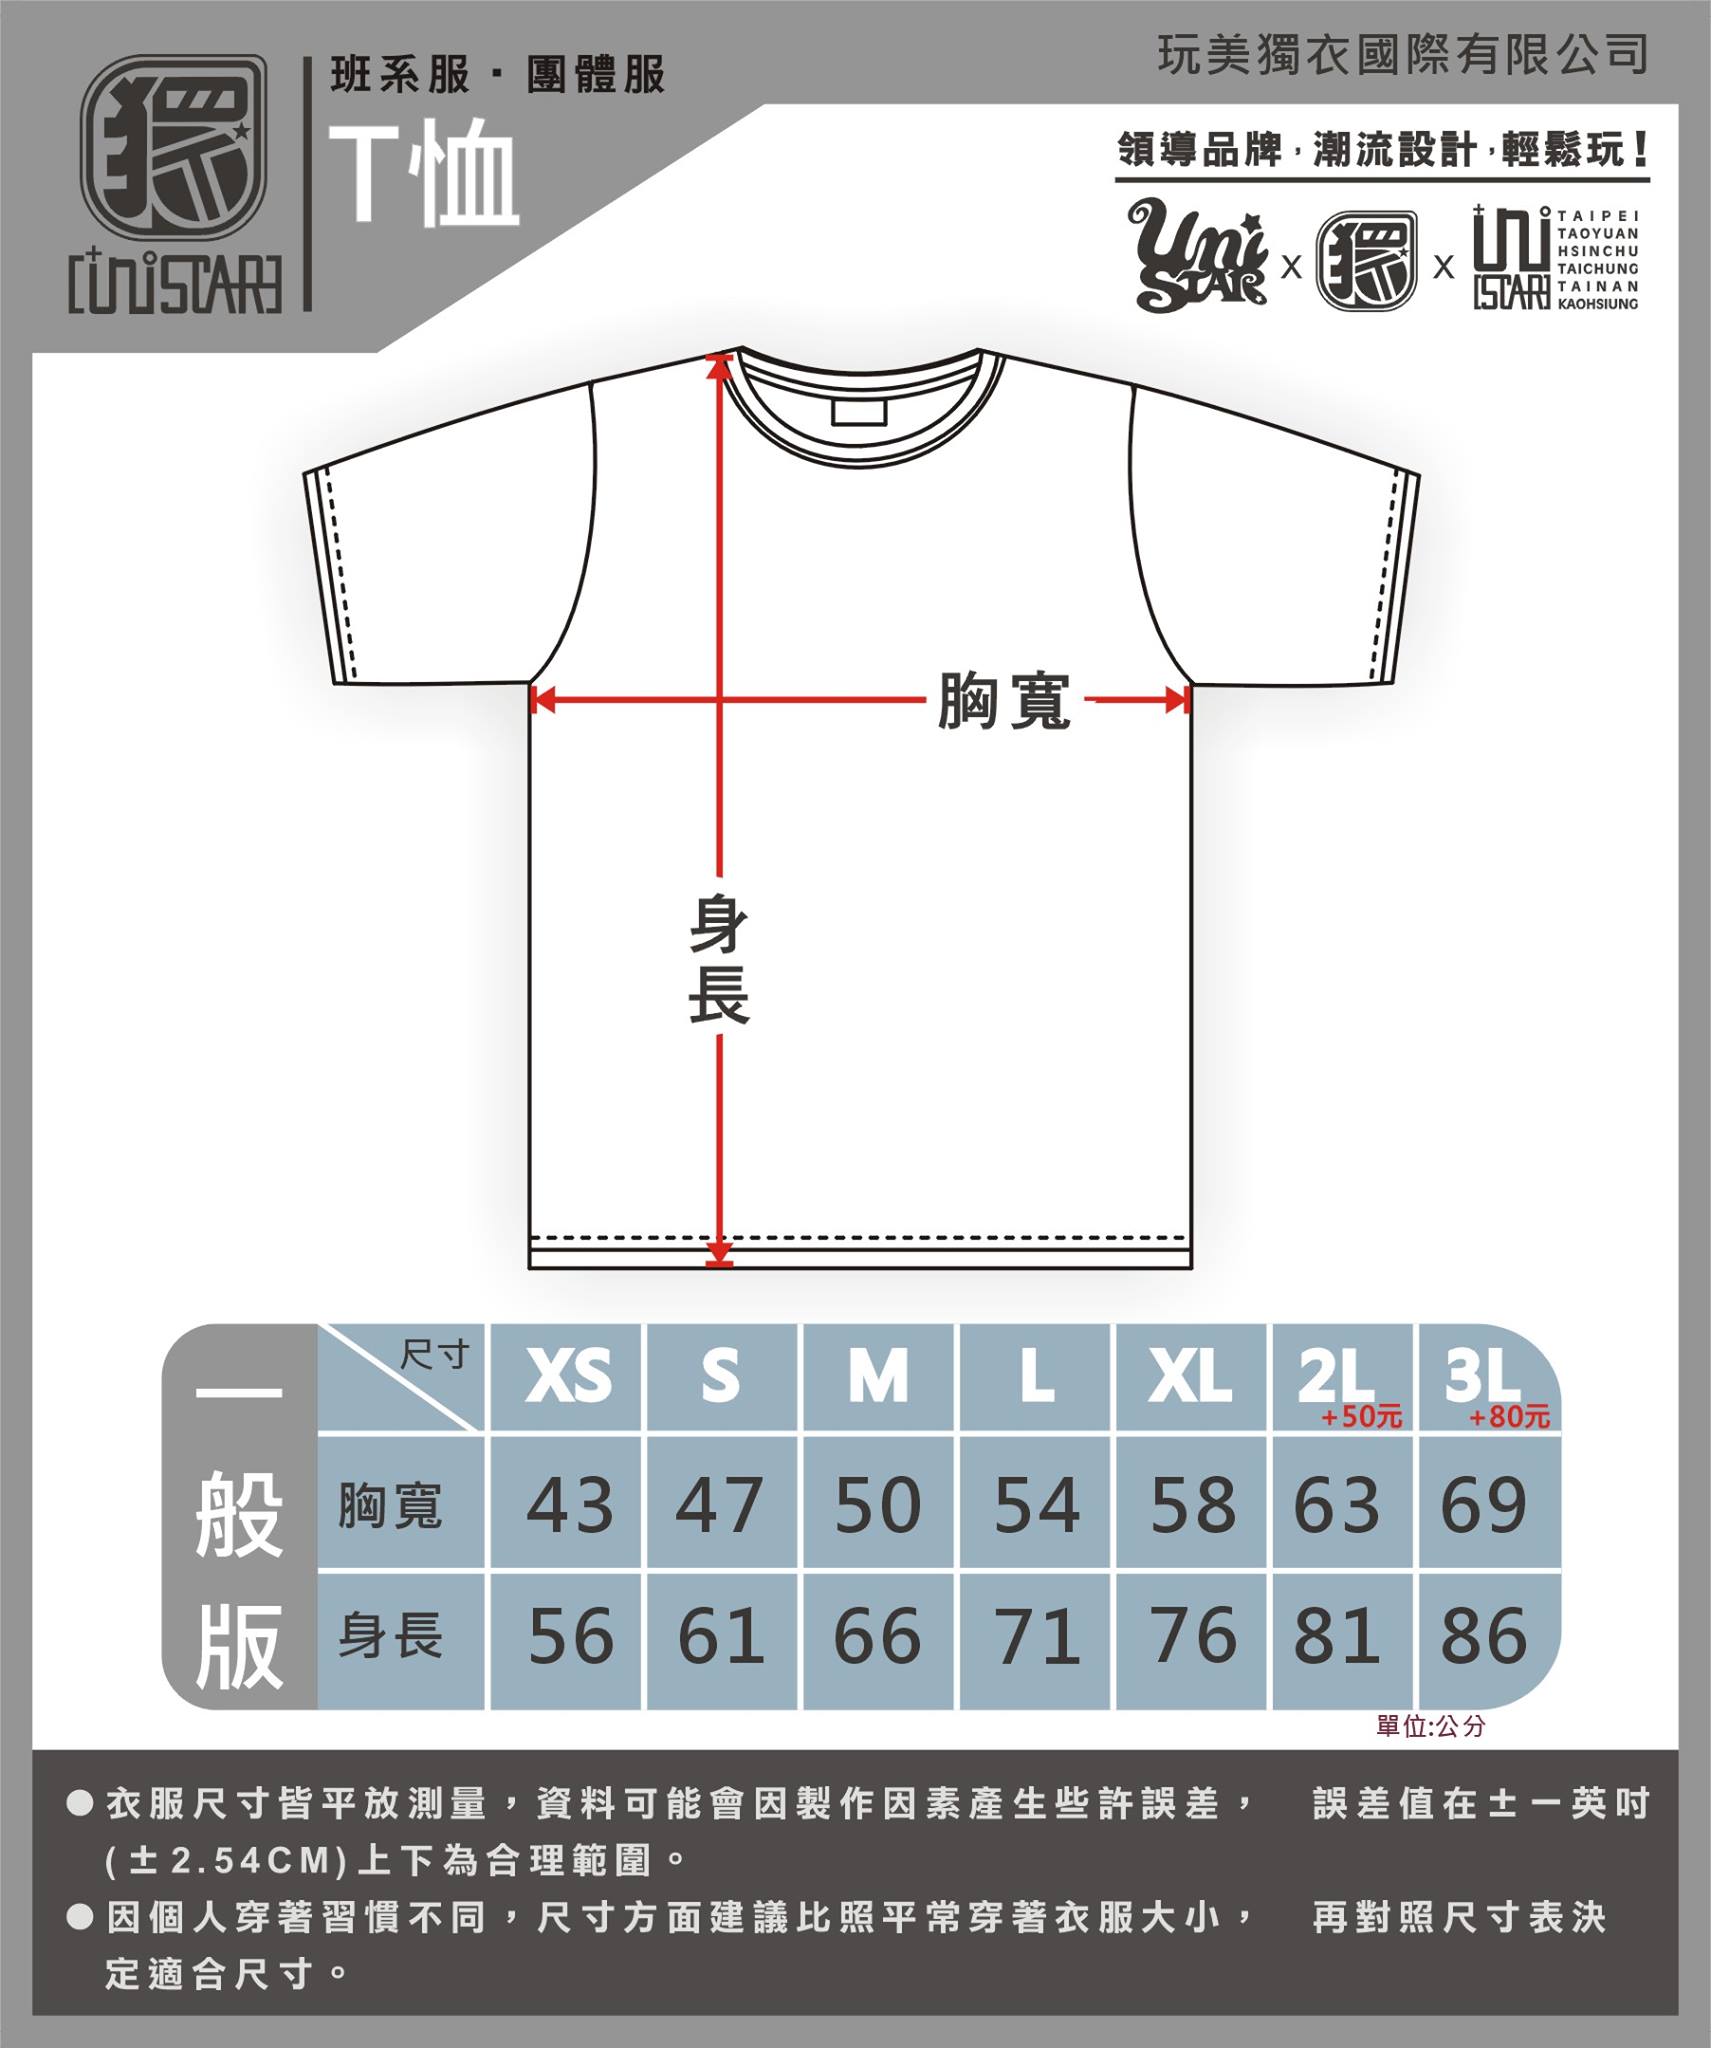 玩美獨衣國際有限公司
獨
UNISTAR
班系服·團體服
T恤
領導品牌,潮流設計,輕鬆玩!
Uni STAR x 獨 x UNI [STAR]
TAIPEI
TAOYUAN
HSINCHU
TAICHUNG
TAINAN
KAOHSIUNG
胸寬
身長
一般版
尺寸 XS S M L XL 2L +50元 3L +80元
胸寬 43 47 50 54 58 63 69
身長 56 61 66 71 76 81 86
單位:公分
●衣服尺寸皆平放測量，資料可能會因製作因素產生些許誤差， 誤差值在±一英吋
(±2.54CM)上下為合理範圍。
●因個人穿著習慣不同，尺寸方面建議比照平常穿著衣服大小， 再對照尺寸表決
定適合尺寸。